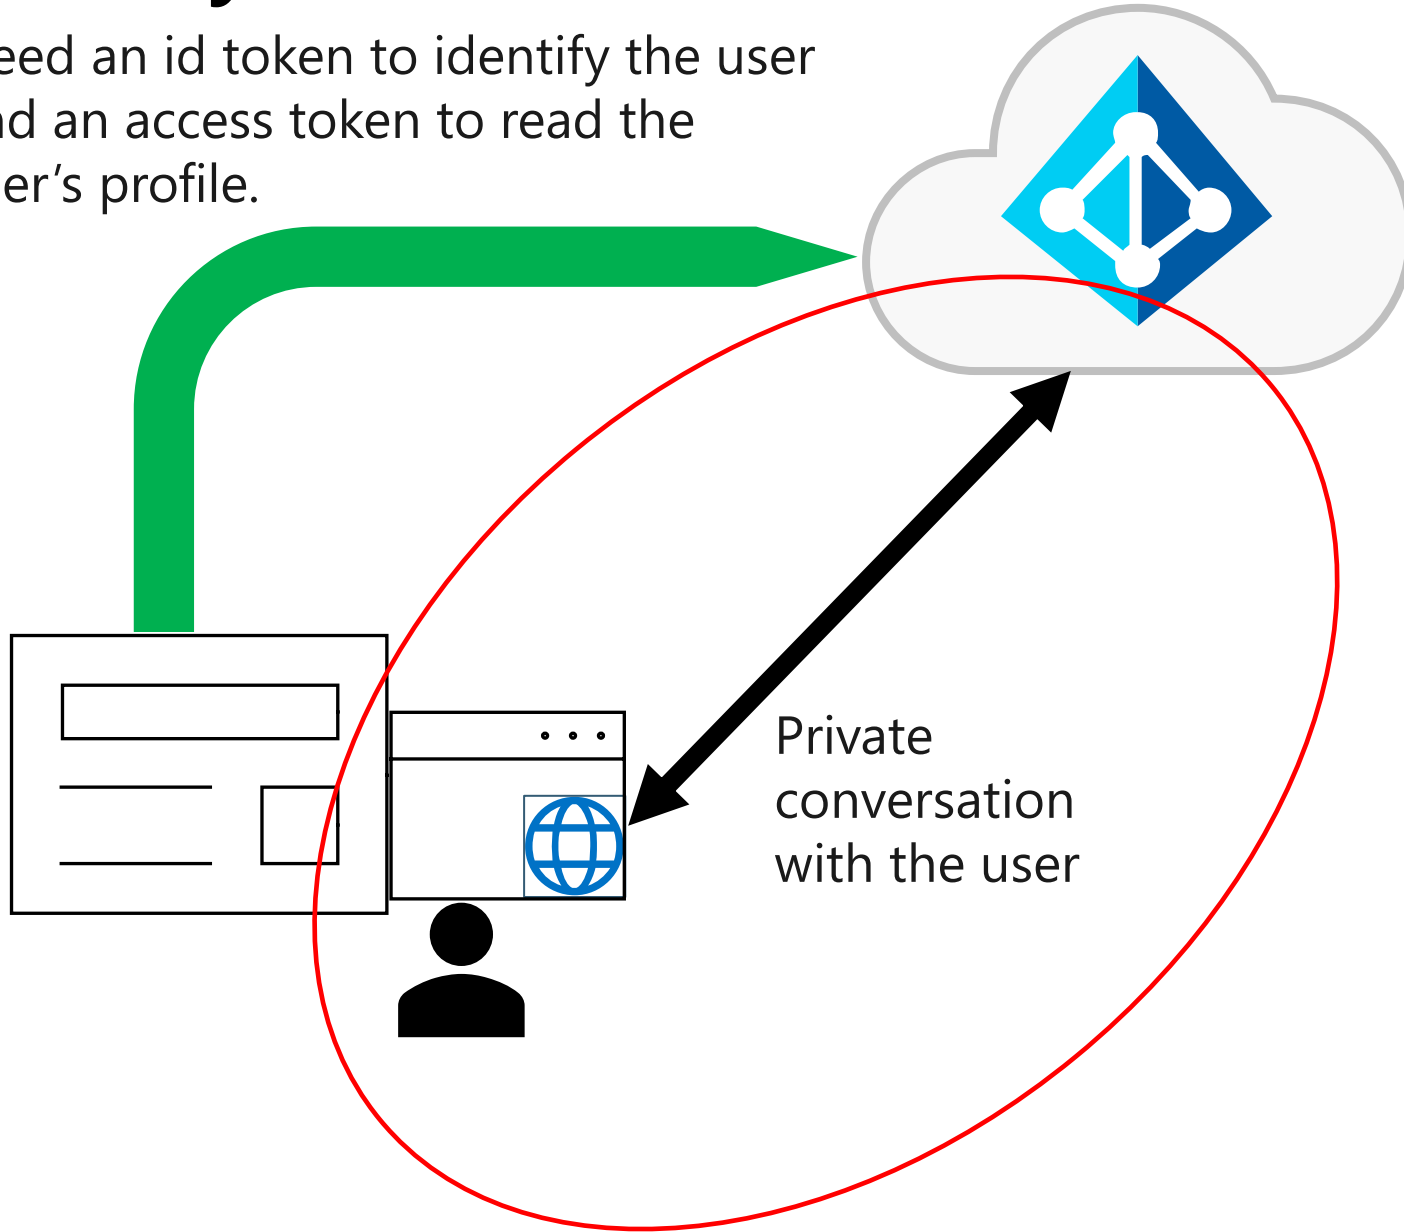 eed an id token to identify the user
nd an access token to read the
er’s profile.
Private
conversation
with the user